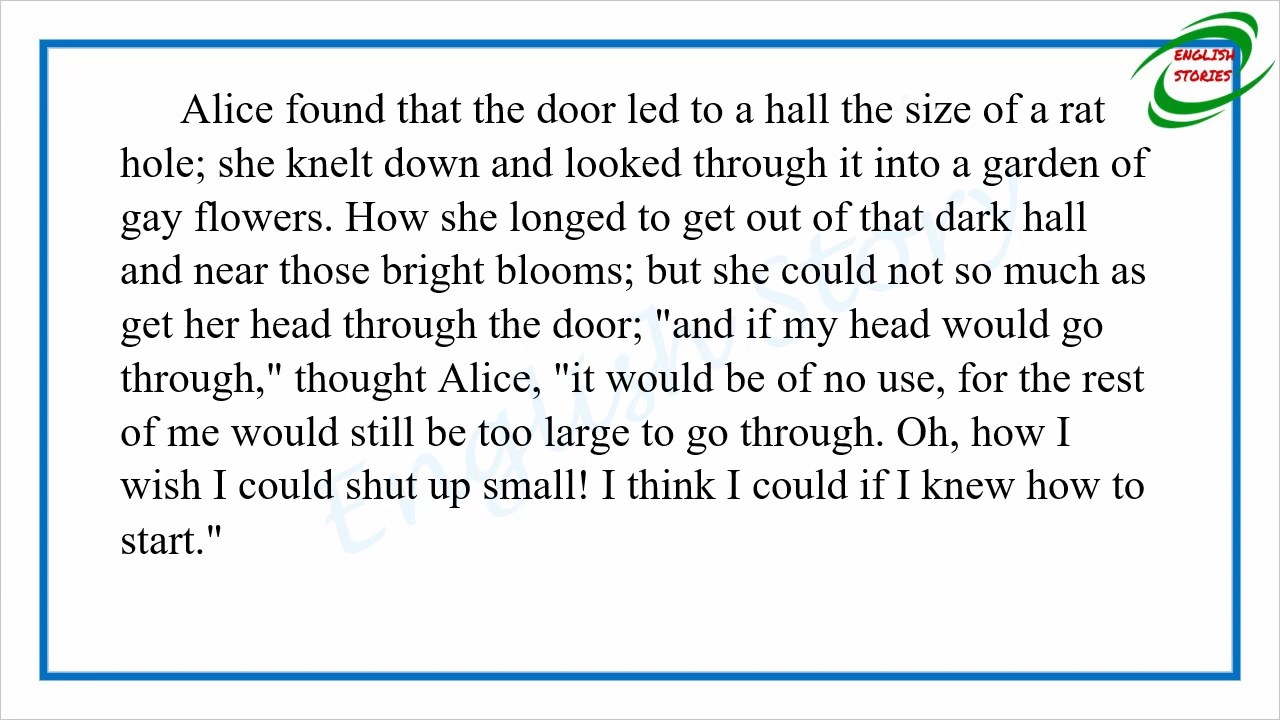 ENGLISH
STORIES
Alice found that the door led to a hall the size of a rat
hole; she knelt down and looked through it into a garden of
gay flowers. How she longed to get out of that dark hall
and near those bright blooms; but she could not so much as
get her head through the door; "and if my head would go
through," thought Alice, "it would be of no use, for the rest
of me would still be too large to go through. Oh, how I
wish I could shut up small! I think I could if I knew how to
start."
English Story